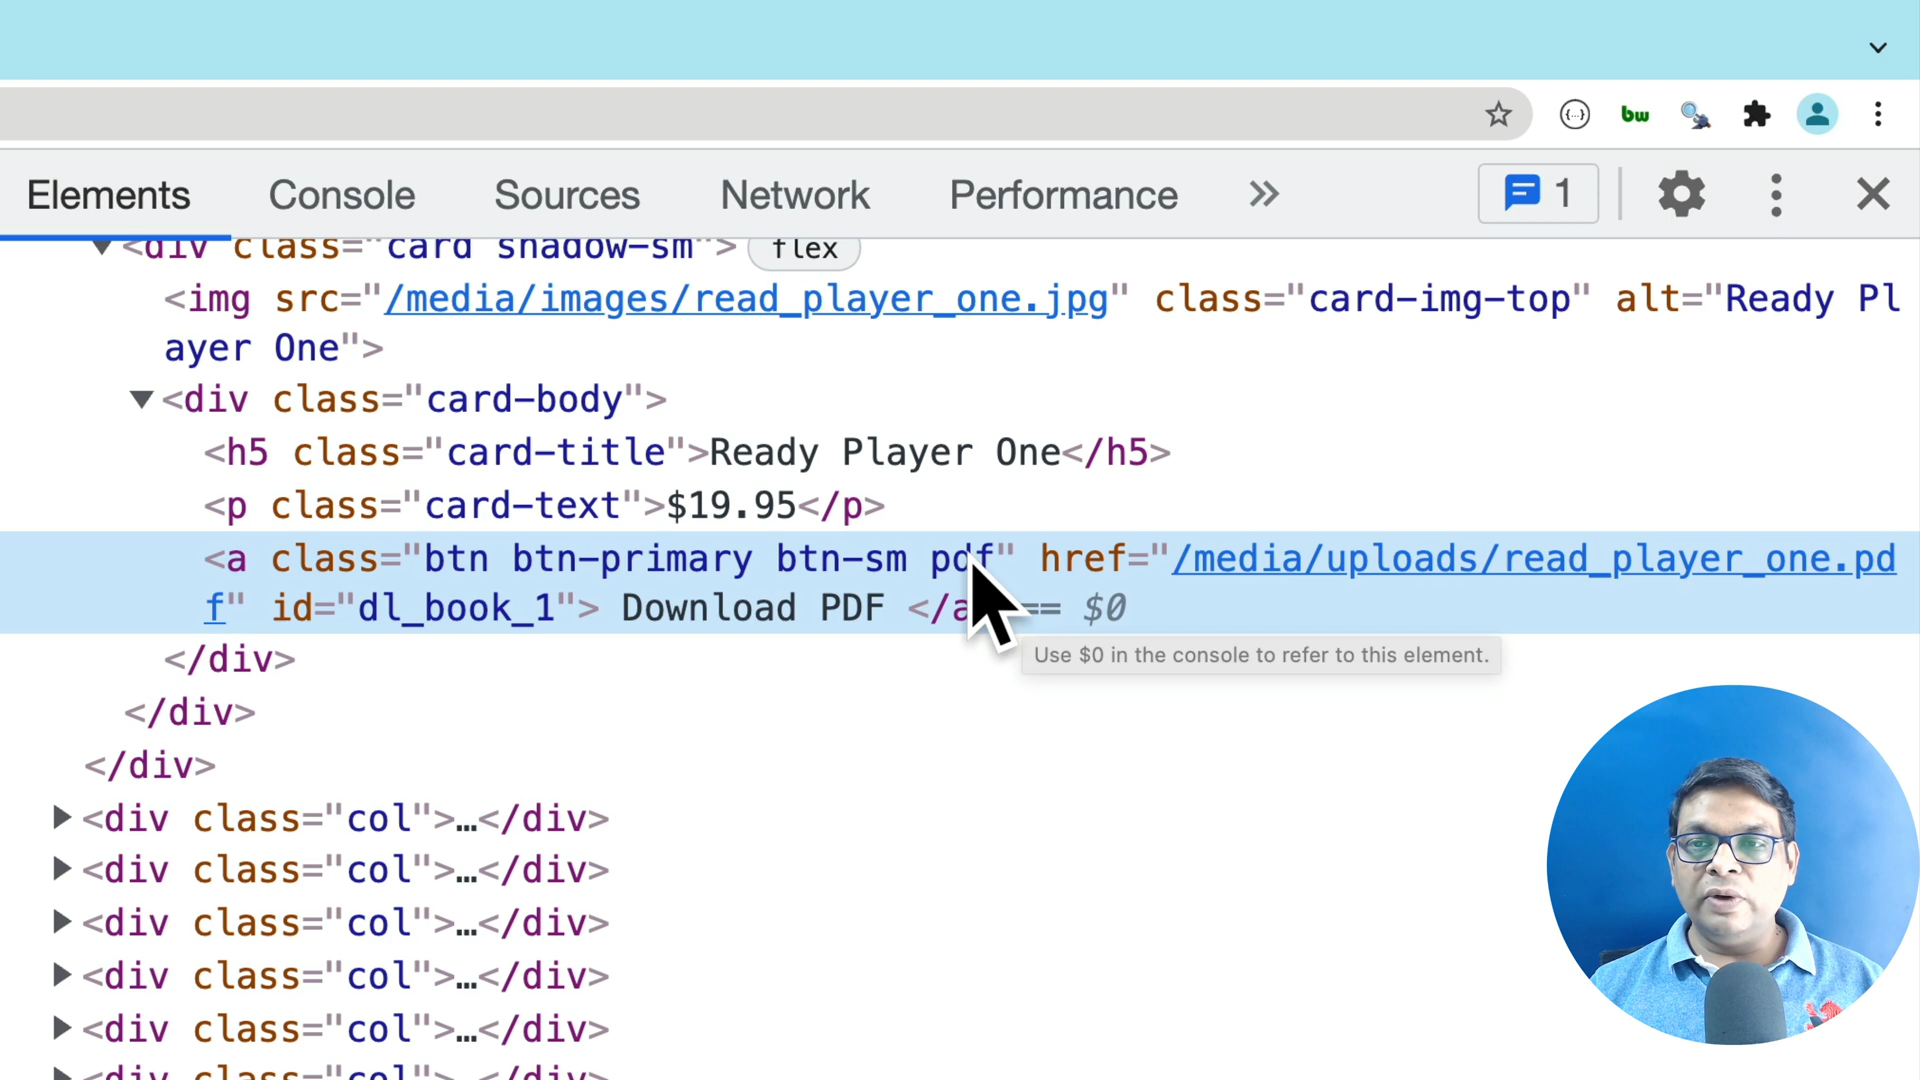 bw
Elements Console Sources Network Performance » 1
<div class="card shadow-sm"> flex
<img src="/media/images/read_player_one.jpg" class="card-img-top" alt="Ready Pl
ayer One">
<div class="card-body">
<h5 class="card-title">Ready Player One</h5>
<p class="card-text">$19.95</p>
<a class="btn btn-primary btn-sm pdf" href="/media/uploads/read_player_one.pd
f" id="dl_book_1"> Download PDF </a == $0
Use $0 in the console to refer to this element.
</div>
</div>
</div>
<div class="col">…</div>
<div class="col">…</div>
<div class="col">…</div>
<div class="col">…</div>
<div class="col">…</div>
<div class="col">…</div>